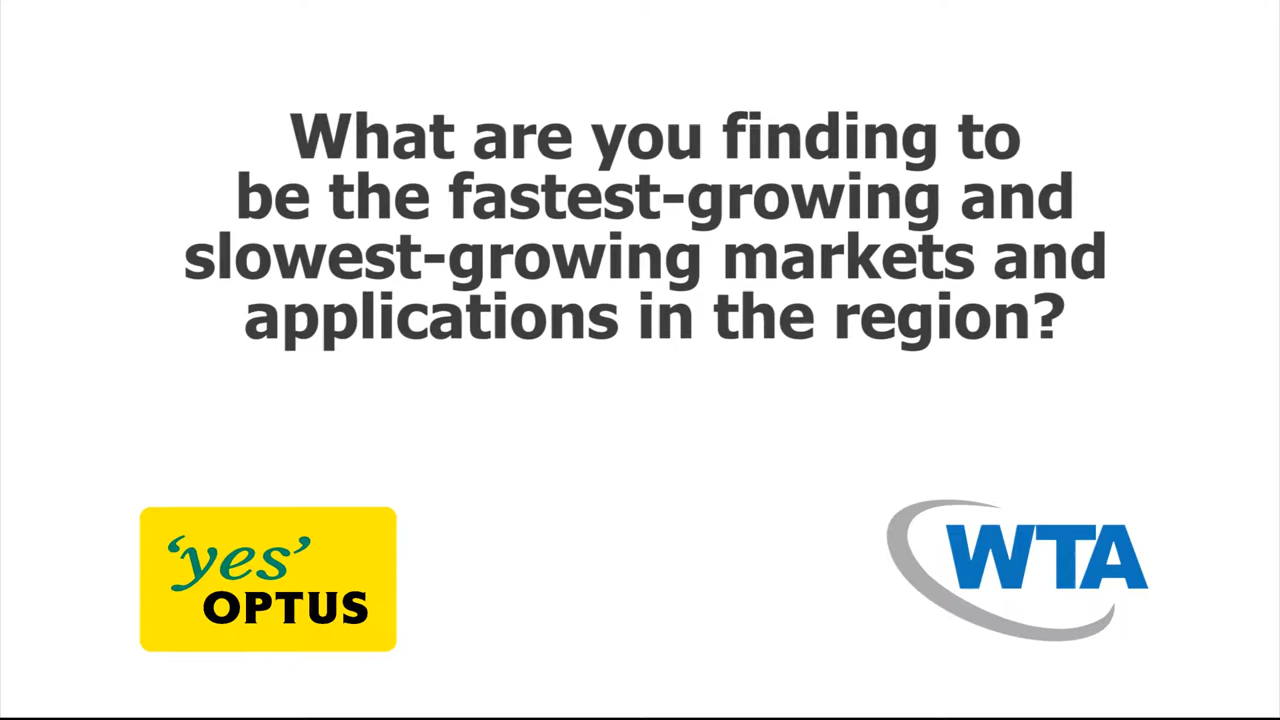 What are you finding to
be the fastest-growing and
slowest-growing markets and
applications in the region?
‘yes’
OPTUS
WTA